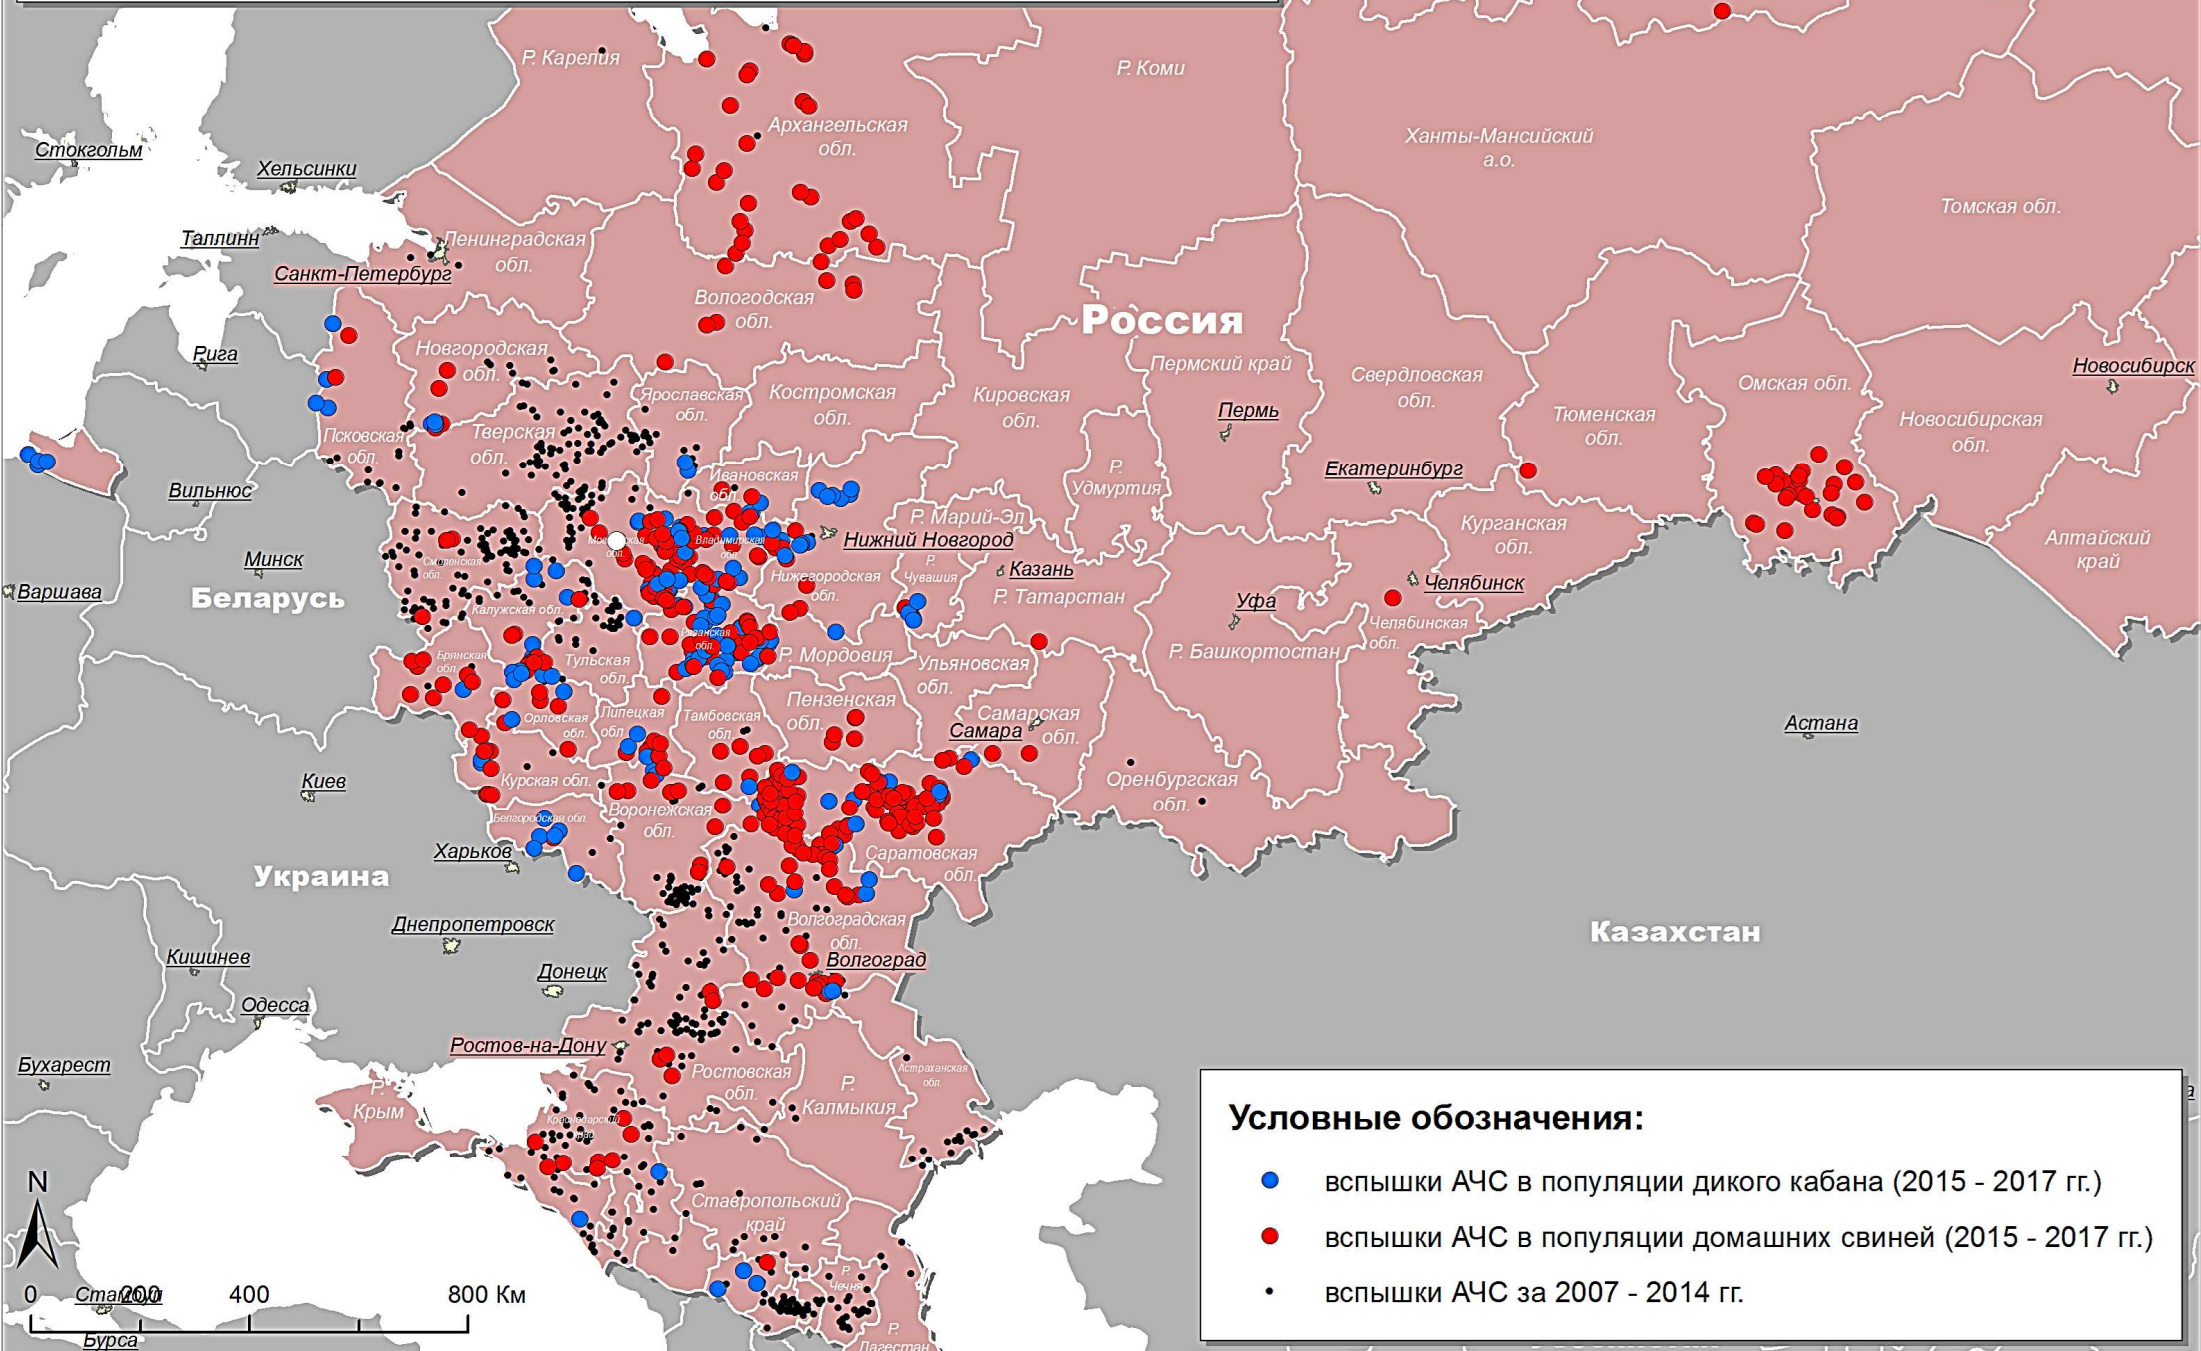 Р. Карелия
Р. Коми
Архангельская
обл.
Ханты-Мансийский
а.о.
Стокгольм
Хельсинки
Томская обл.
Таллинн
Ленинградская
обл.
Санкт-Петербург
Вологодская
обл.
Россия
Рига
Новгородская
обл.
Пермский край
Свердловская
обл.
Новосибирск
Ярославская
обл.
Костромская
обл.
Кировская
обл.
Омская обл.
Тюменская
обл.
Пермь
Новосибирская
обл.
Псковская
обл.
Тверская
обл.
Ивановская
обл.
Р.
Удмуртия
Екатеринбург
Вильнюс
Р. Марий-Эл
Курганская
обл.
Нижний Новгород
Московская
обл.
Владимирская
обл.
Алтайский
край
Минск
Смоленская
обл.
Р.
Чувашия
Казань
Нижегородская
обл.
Челябинск
Варшава
Беларусь
Р. Татарстан
Уфа
Калужская обл.
Челябинская
обл.
Рязанская
обл.
Брянская
обл.
Тульская
обл.
Р. Мордовия
Ульяновская
обл.
Р. Башкортостан
Орловская
обл.
Липецкая
обл.
Тамбовская
обл.
Пензенская
обл.
Самарская
обл.
Самара
Астана
Киев
Курская обл.
Оренбургская
обл.
Белгородская обл.
Воронежская
обл.
Харьков
Саратовская
обл.
Украина
Волгоградская
обл.
Днепропетровск
Казахстан
Кишинев
Донецк
Волгоград
Одесса
Ростов-на-Дону
Бухарест
Ростовская
обл.
Астраханская
обл.
Р.
Крым
Р.
Калмыкия
Краснодарский
край
Ставропольский
край
Р.
Чечня
Р.
Дагестан
N
0 200 400 800 Км
Стамбул
Бурса
Условные обозначения:
вспышки АЧС в популяции дикого кабана (2015 - 2017 гг.)
вспышки АЧС в популяции домашних свиней (2015 - 2017 гг.)
вспышки АЧС за 2007 - 2014 гг.